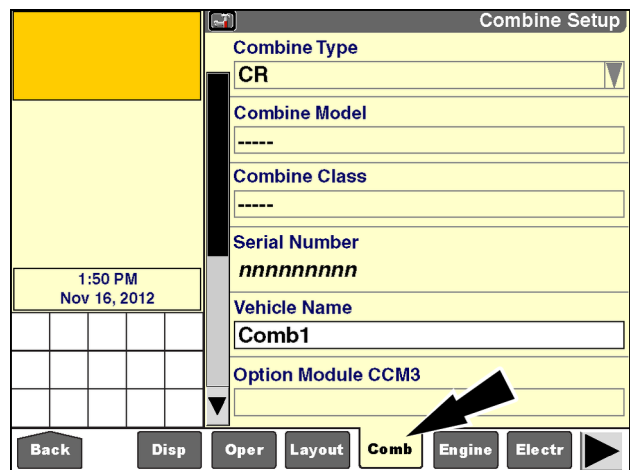 Combine Setup
Combine Type
CR
Combine Model
-----
Combine Class
-----
Serial Number
nnnnnnnnn
Vehicle Name
Comb1
Option Module CCM3
1:50 PM
Nov 16, 2012
Back Disp Oper Layout Comb Engine Electr